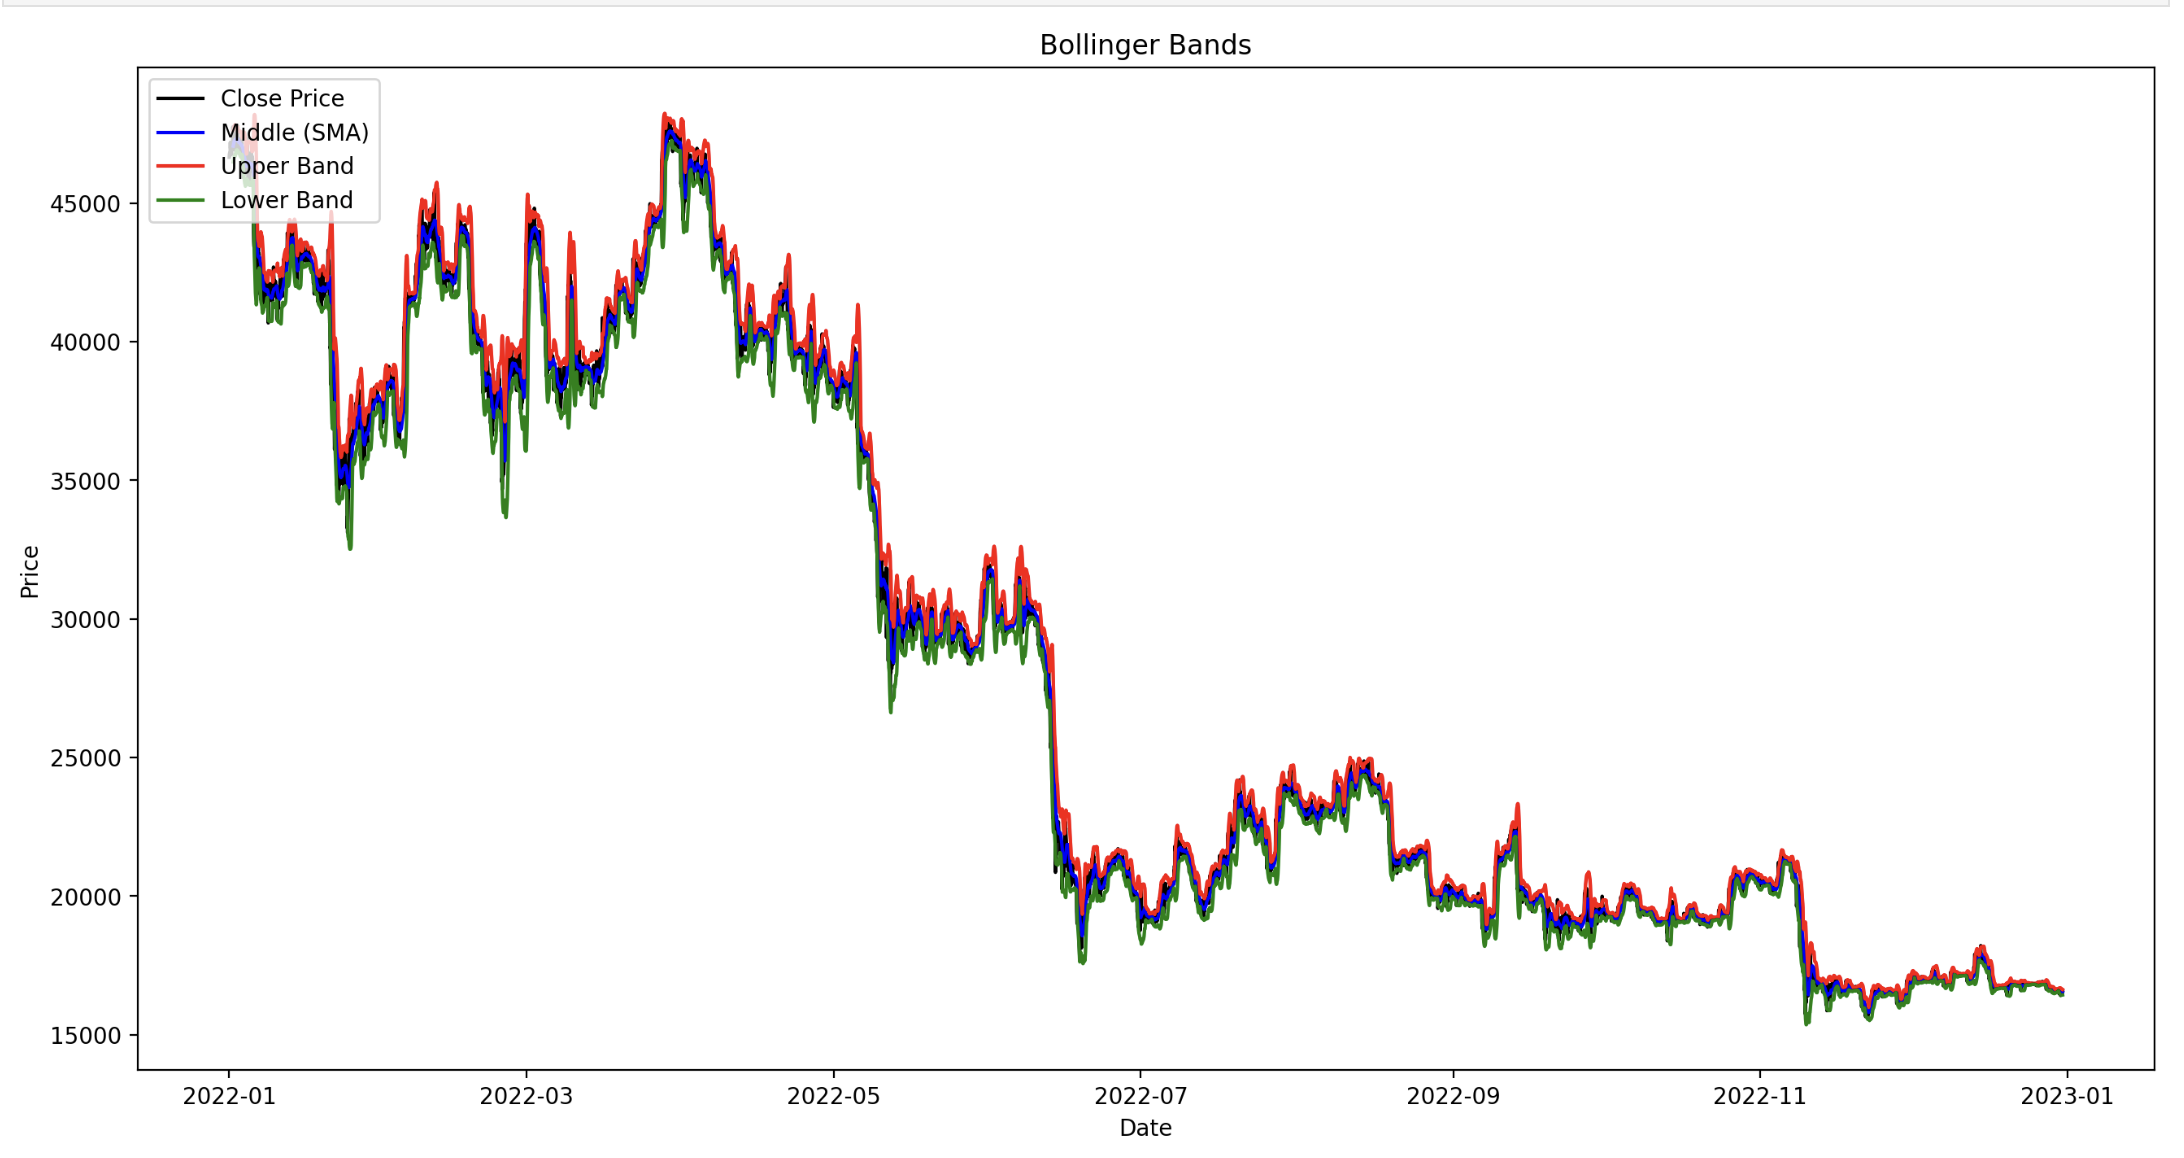 Bollinger Bands
Close Price
Middle (SMA)
Upper Band
Lower Band
45000
40000
35000
30000
25000
20000
15000
Price
2022-01
2022-03
2022-05
2022-07
2022-09
2022-11
2023-01
Date